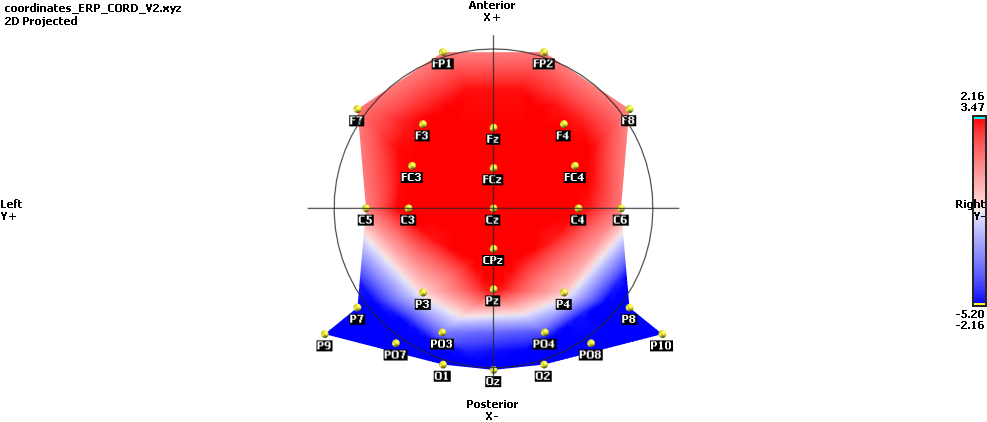 coordinates_ERP_CORD_V2.xyz
2D Projected
Anterior
X+
FP1 FP2
F7 F8
F3 Fz F4
FC3 FCz FC4
Left
Y+
C5 C3 Cz C4 C6
CPz
P3 Pz P4
P7 P8
P9 PO3 PO4 P10
PO7 PO8
O1 Oz O2
Posterior
X-
2.16
3.47
Right
Y-
-5.20
-2.16